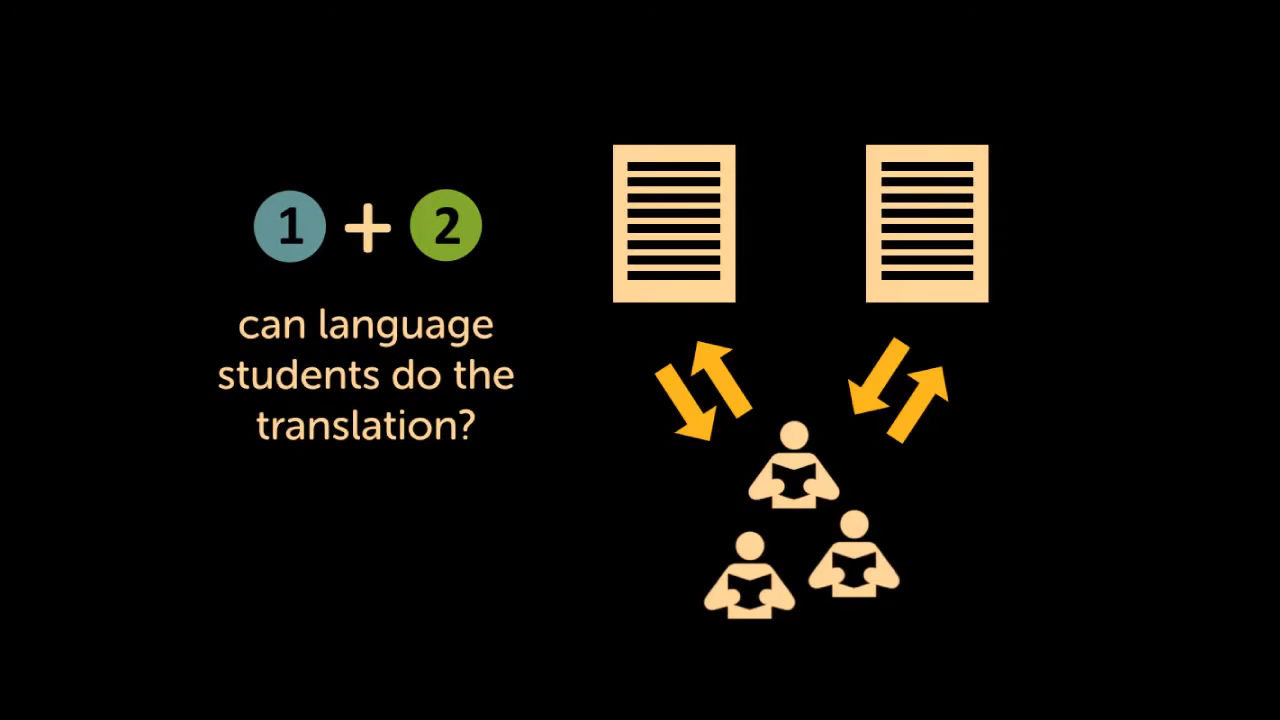 1 + 2
can language
students do the
translation?